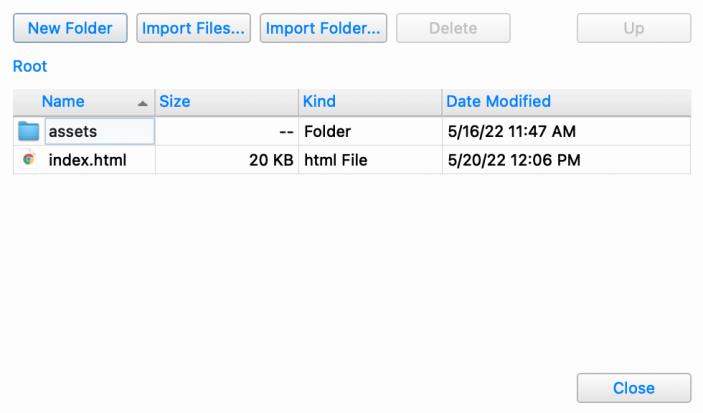 New Folder Import Files... Import Folder... Delete Up
Root
Name Size Kind Date Modified
assets -- Folder 5/16/22 11:47 AM
index.html 20 KB html File 5/20/22 12:06 PM
Close